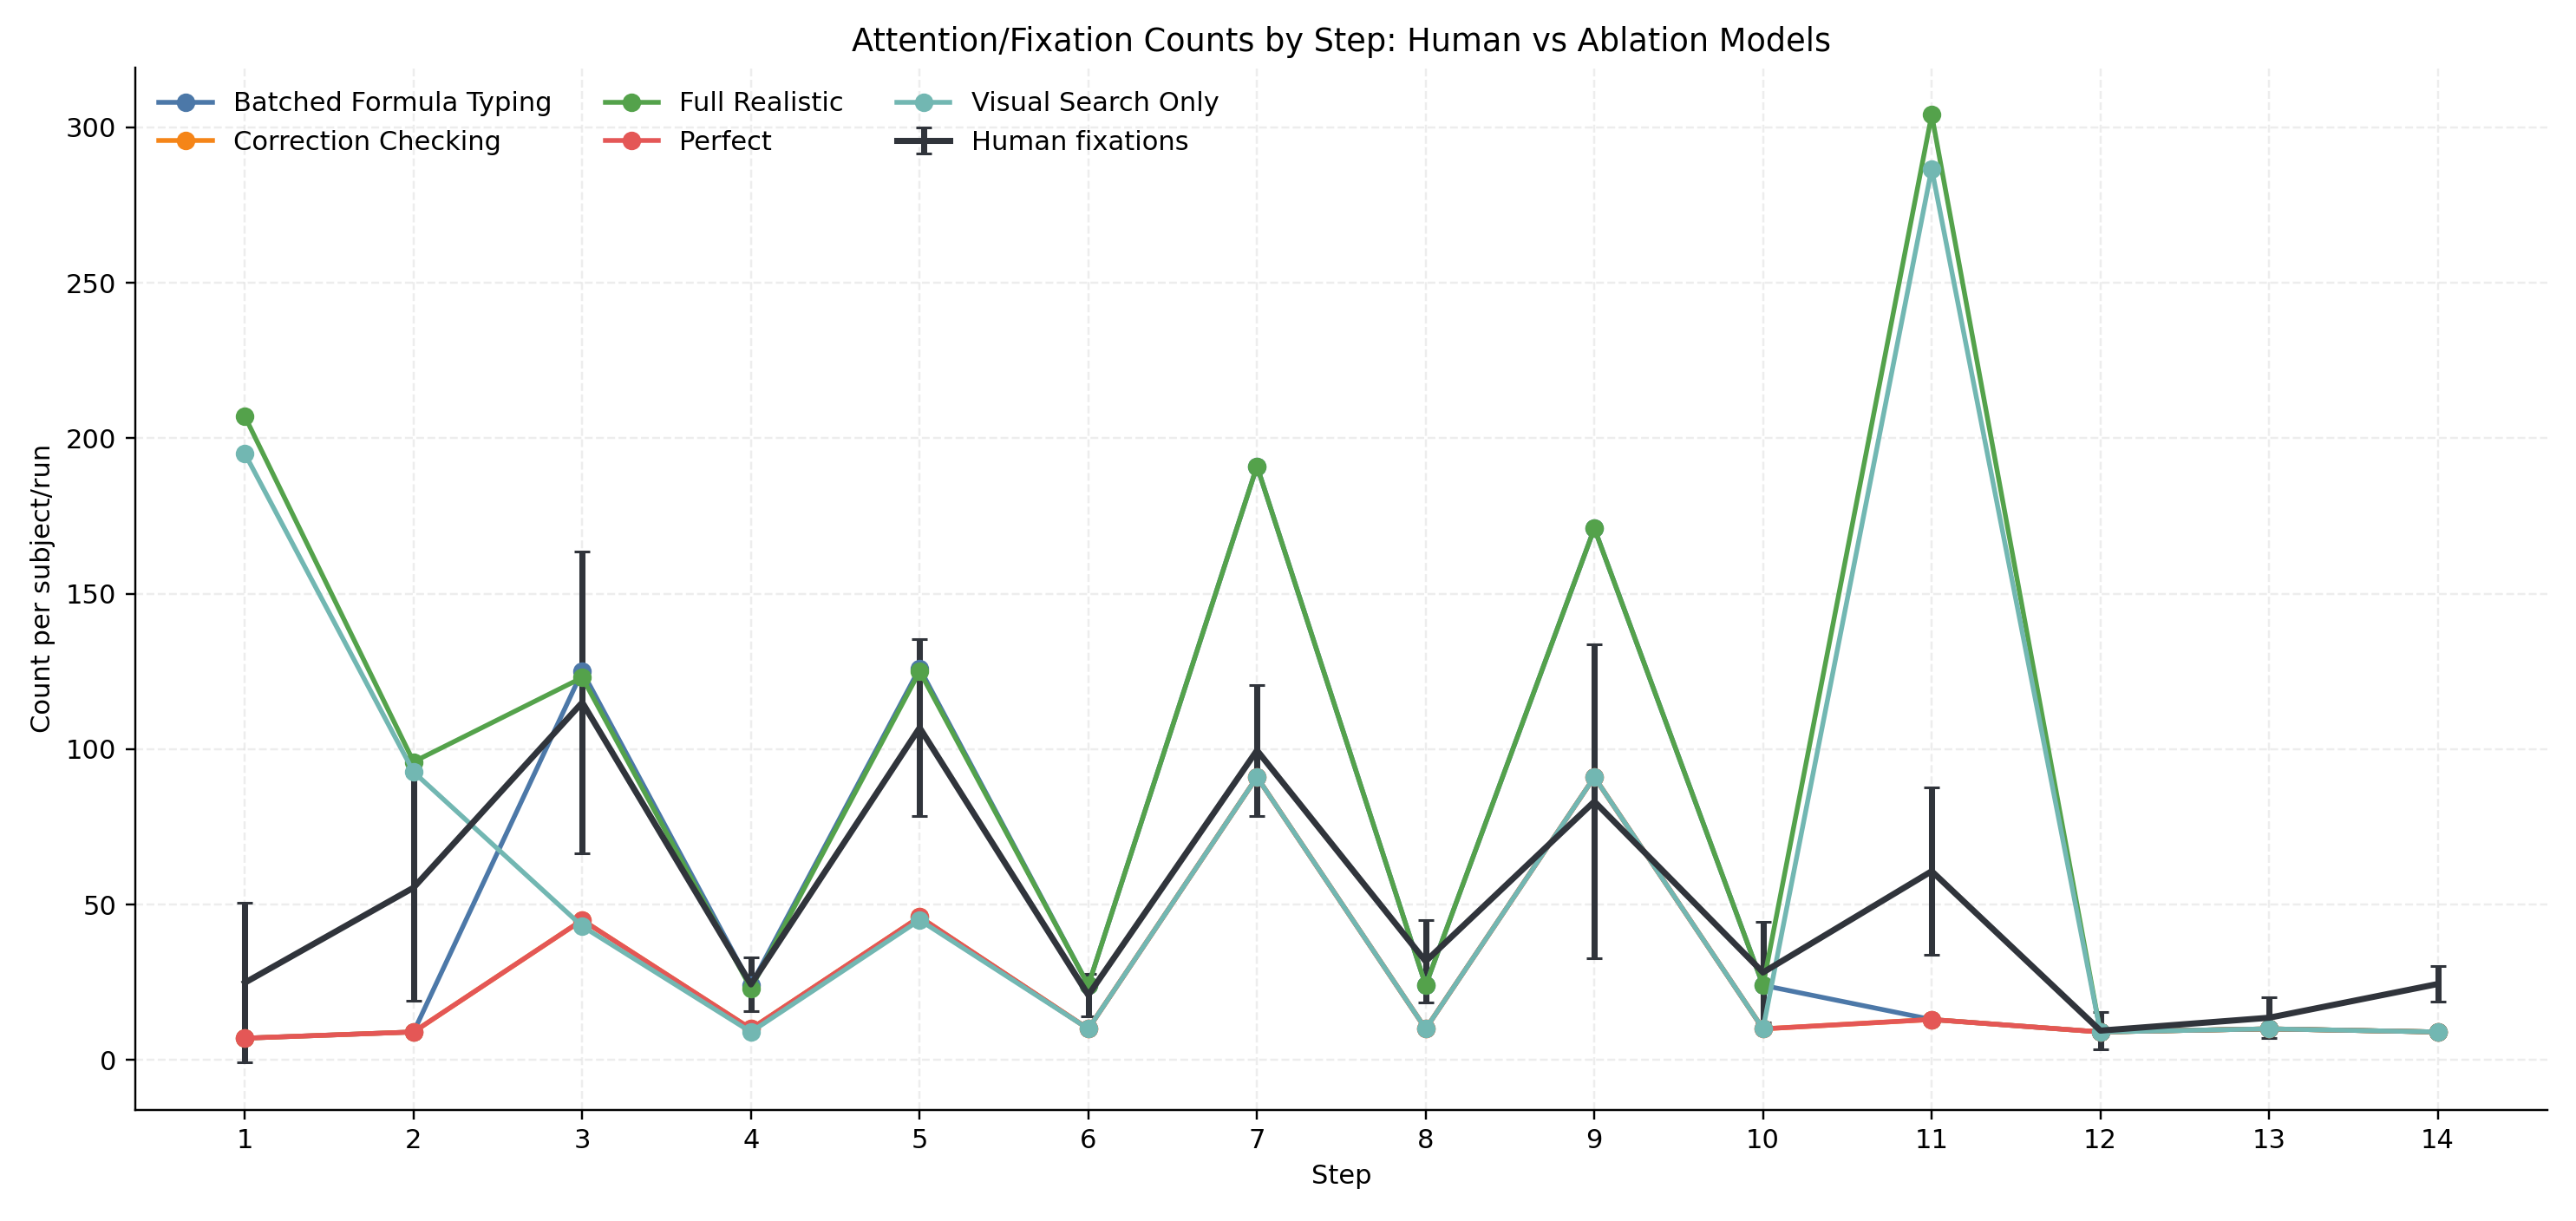 Attention/Fixation Counts by Step: Human vs Ablation Models
Batched Formula Typing
Correction Checking
Full Realistic
Perfect
Visual Search Only
Human fixations
Count per subject/run
300
250
200
150
100
50
0
1 2 3 4 5 6 7 8 9 10 11 12 13 14
Step